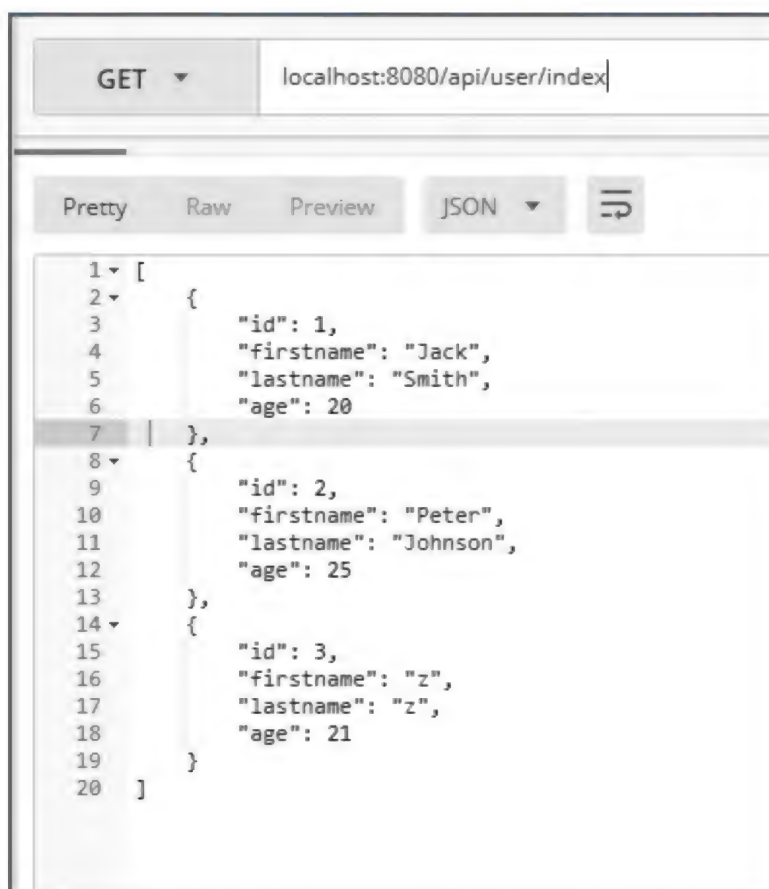 GET localhost:8080/api/user/index
Pretty Raw Preview JSON
1 [
2 {
3 "id": 1,
4 "firstname": "Jack",
5 "lastname": "Smith",
6 "age": 20
7 },
8 {
9 "id": 2,
10 "firstname": "Peter",
11 "lastname": "Johnson",
12 "age": 25
13 },
14 {
15 "id": 3,
16 "firstname": "z",
17 "lastname": "z",
18 "age": 21
19 }
20 ]